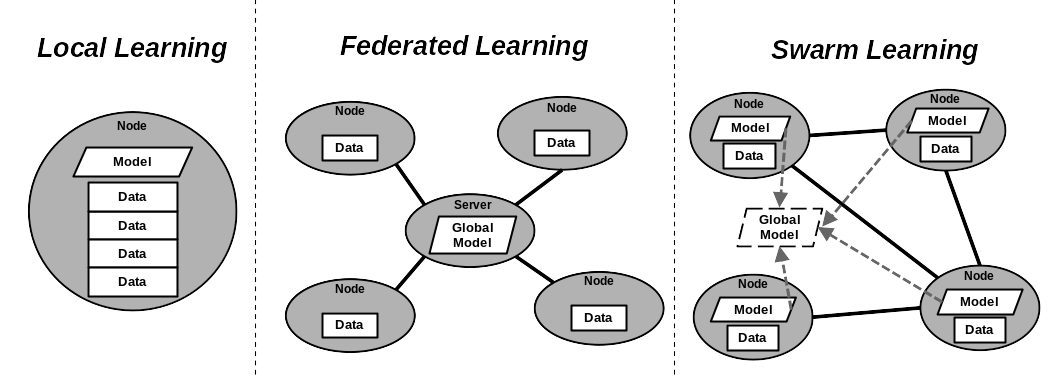 Local Learning
Node
Model
Data
Data
Data
Data
Federated Learning
Node
Data
Node
Data
Server
Global
Model
Node
Data
Node
Data
Swarm Learning
Node
Model
Data
Node
Model
Data
Global
Model
Node
Model
Data
Node
Model
Data